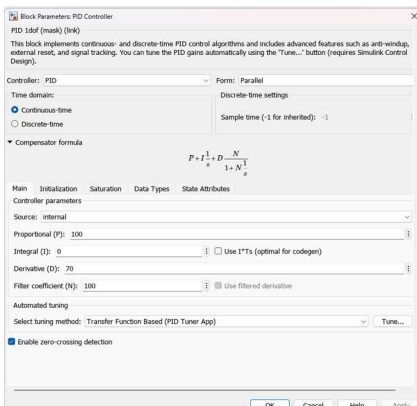 Block Parameters: PID Controller
PID 1dof (mask) (link)
This block implements continuous- and discrete-time PID control algorithms and includes advanced features such as anti-windup,
external reset, and signal tracking. You can tune the PID gains automatically using the 'Tune...' button (requires Simulink Control
Design).
Controller: PID Form: Parallel
Time domain: Discrete-time settings
Continuous-time
Discrete-time
Sample time (-1 for inherited): -1
Compensator formula
P+I 1/s +D N/(1+N 1/s)
Main Initialization Saturation Data Types State Attributes
Controller parameters
Source: internal
Proportional (P): 100
Integral (I): 0 Use I*Ts (optimal for codegen)
Derivative (D): 70
Filter coefficient (N): 100 Use filtered derivative
Automated tuning
Select tuning method: Transfer Function Based (PID Tuner App) Tune...
Enable zero-crossing detection
OK Cancel Help Apply